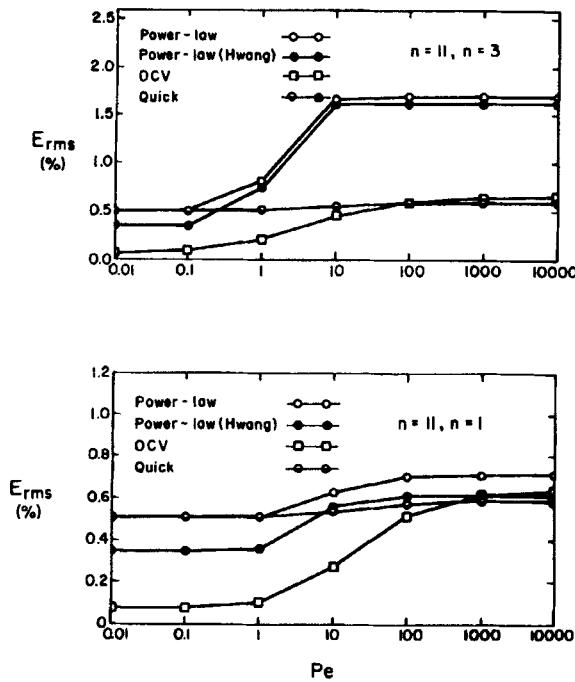 2.5
2.0
1.5
1.0
0.5
0.0
Erms
(%)
Power-law
Power-law (Hwang)
OCV
Quick
n = 11, n = 3
0.01 0.1 1 10 100 1000 10000
1.2
1.0
0.8
0.6
0.4
0.2
0
Erms
(%)
Power-law
Power-law (Hwang)
OCV
Quick
n = 11, n = 1
0.01 0.1 1 10 100 1000 10000
Pe